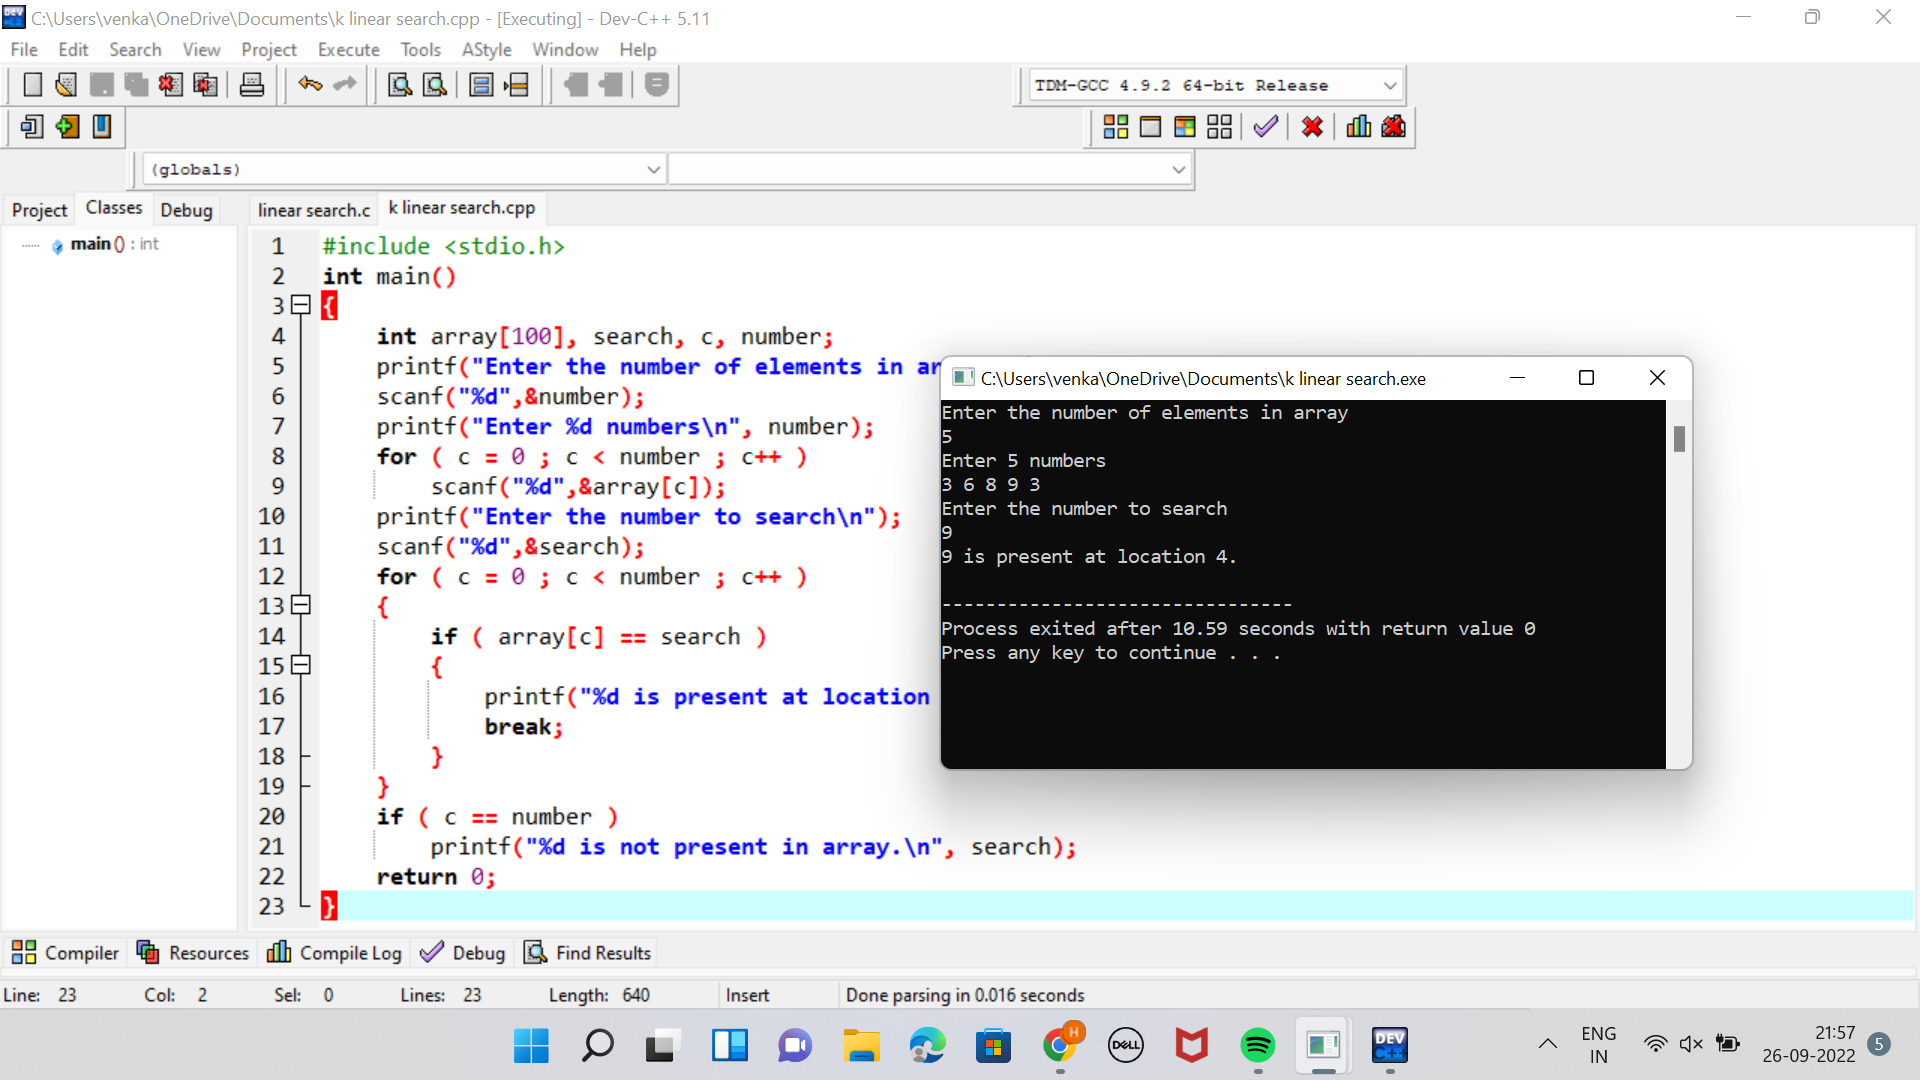 C:\Users\venka\OneDrive\Documents\k linear search.cpp - [Executing] - Dev-C++ 5.11
File Edit Search View Project Execute Tools AStyle Window Help
TDM-GCC 4.9.2 64-bit Release
(globals)
Project Classes Debug linear search.c k linear search.cpp
main () : int
1 #include <stdio.h>
2 int main()
3 {
4 int array[100], search, c, number;
5 printf("Enter the number of elements in ar
6 scanf("%d",&number);
7 printf("Enter %d numbers\n", number);
8 for ( c = 0 ; c < number ; c++ )
9 scanf("%d",&array[c]);
10 printf("Enter the number to search\n");
11 scanf("%d",&search);
12 for ( c = 0 ; c < number ; c++ )
13 {
14 if ( array[c] == search )
15 {
16 printf("%d is present at location
17 break;
18 }
19 }
20 if ( c == number )
21 printf("%d is not present in array.\n", search);
22 return 0;
23 }
C:\Users\venka\OneDrive\Documents\k linear search.exe
Enter the number of elements in array
5
Enter 5 numbers
3 6 8 9 3
Enter the number to search
9
9 is present at location 4.
--------------------------------
Process exited after 10.59 seconds with return value 0
Press any key to continue . . .
Compiler Resources Compile Log Debug Find Results
Line: 23 Col: 2 Sel: 0 Lines: 23 Length: 640 Insert Done parsing in 0.016 seconds
H
DELL
DEV
C++
ENG
IN
21:57
26-09-2022
5